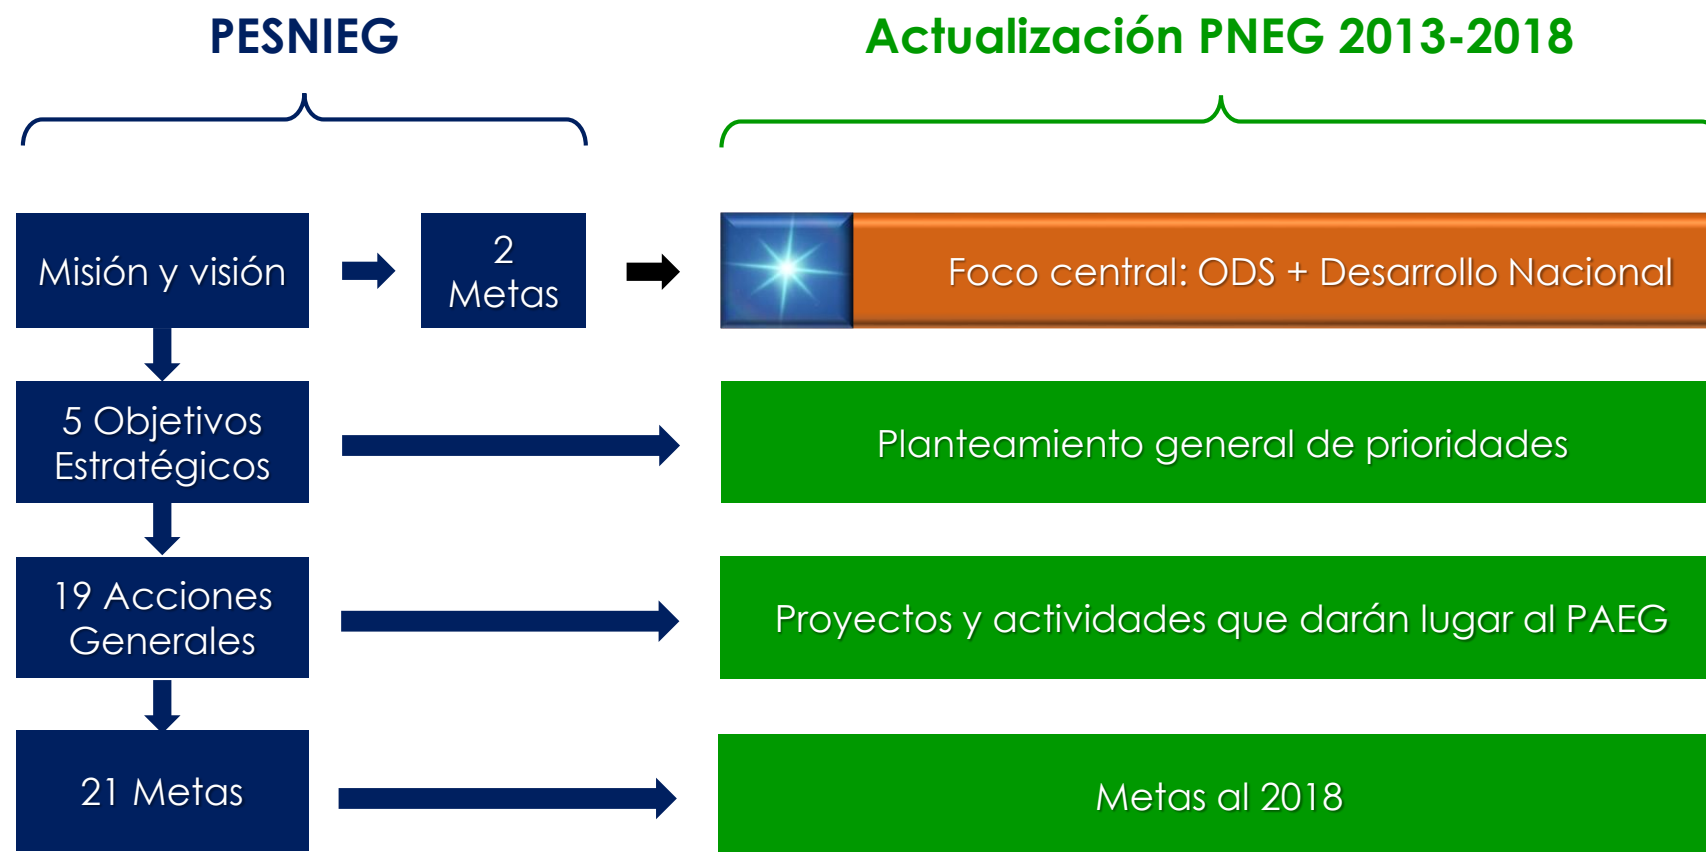 PESNIEG
Actualización PNEG 2013-2018
Misión y visión
2
Metas
Foco central: ODS + Desarrollo Nacional
5 Objetivos
Estratégicos
Planteamiento general de prioridades
19 Acciones
Generales
Proyectos y actividades que darán lugar al PAEG
21 Metas
Metas al 2018